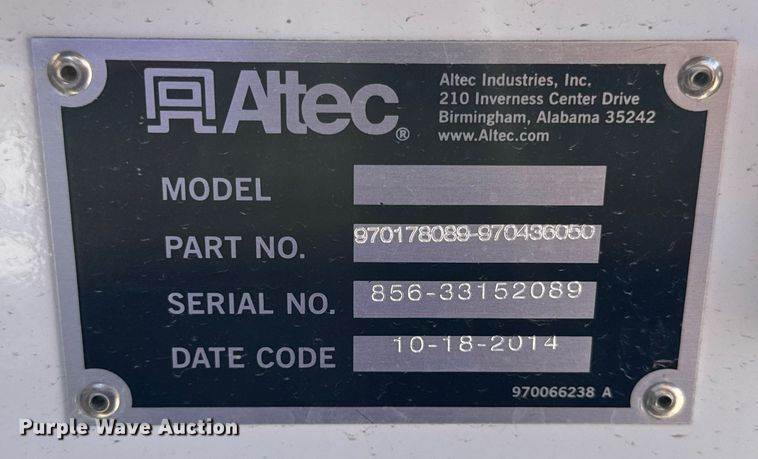 Altec®
Altec Industries, Inc.
210 Inverness Center Drive
Birmingham, Alabama 35242
www.Altec.com
MODEL
PART NO. 970178089-970436050
SERIAL NO. 856-33152089
DATE CODE 10-18-2014
970066238 A
Purple Wave Auction